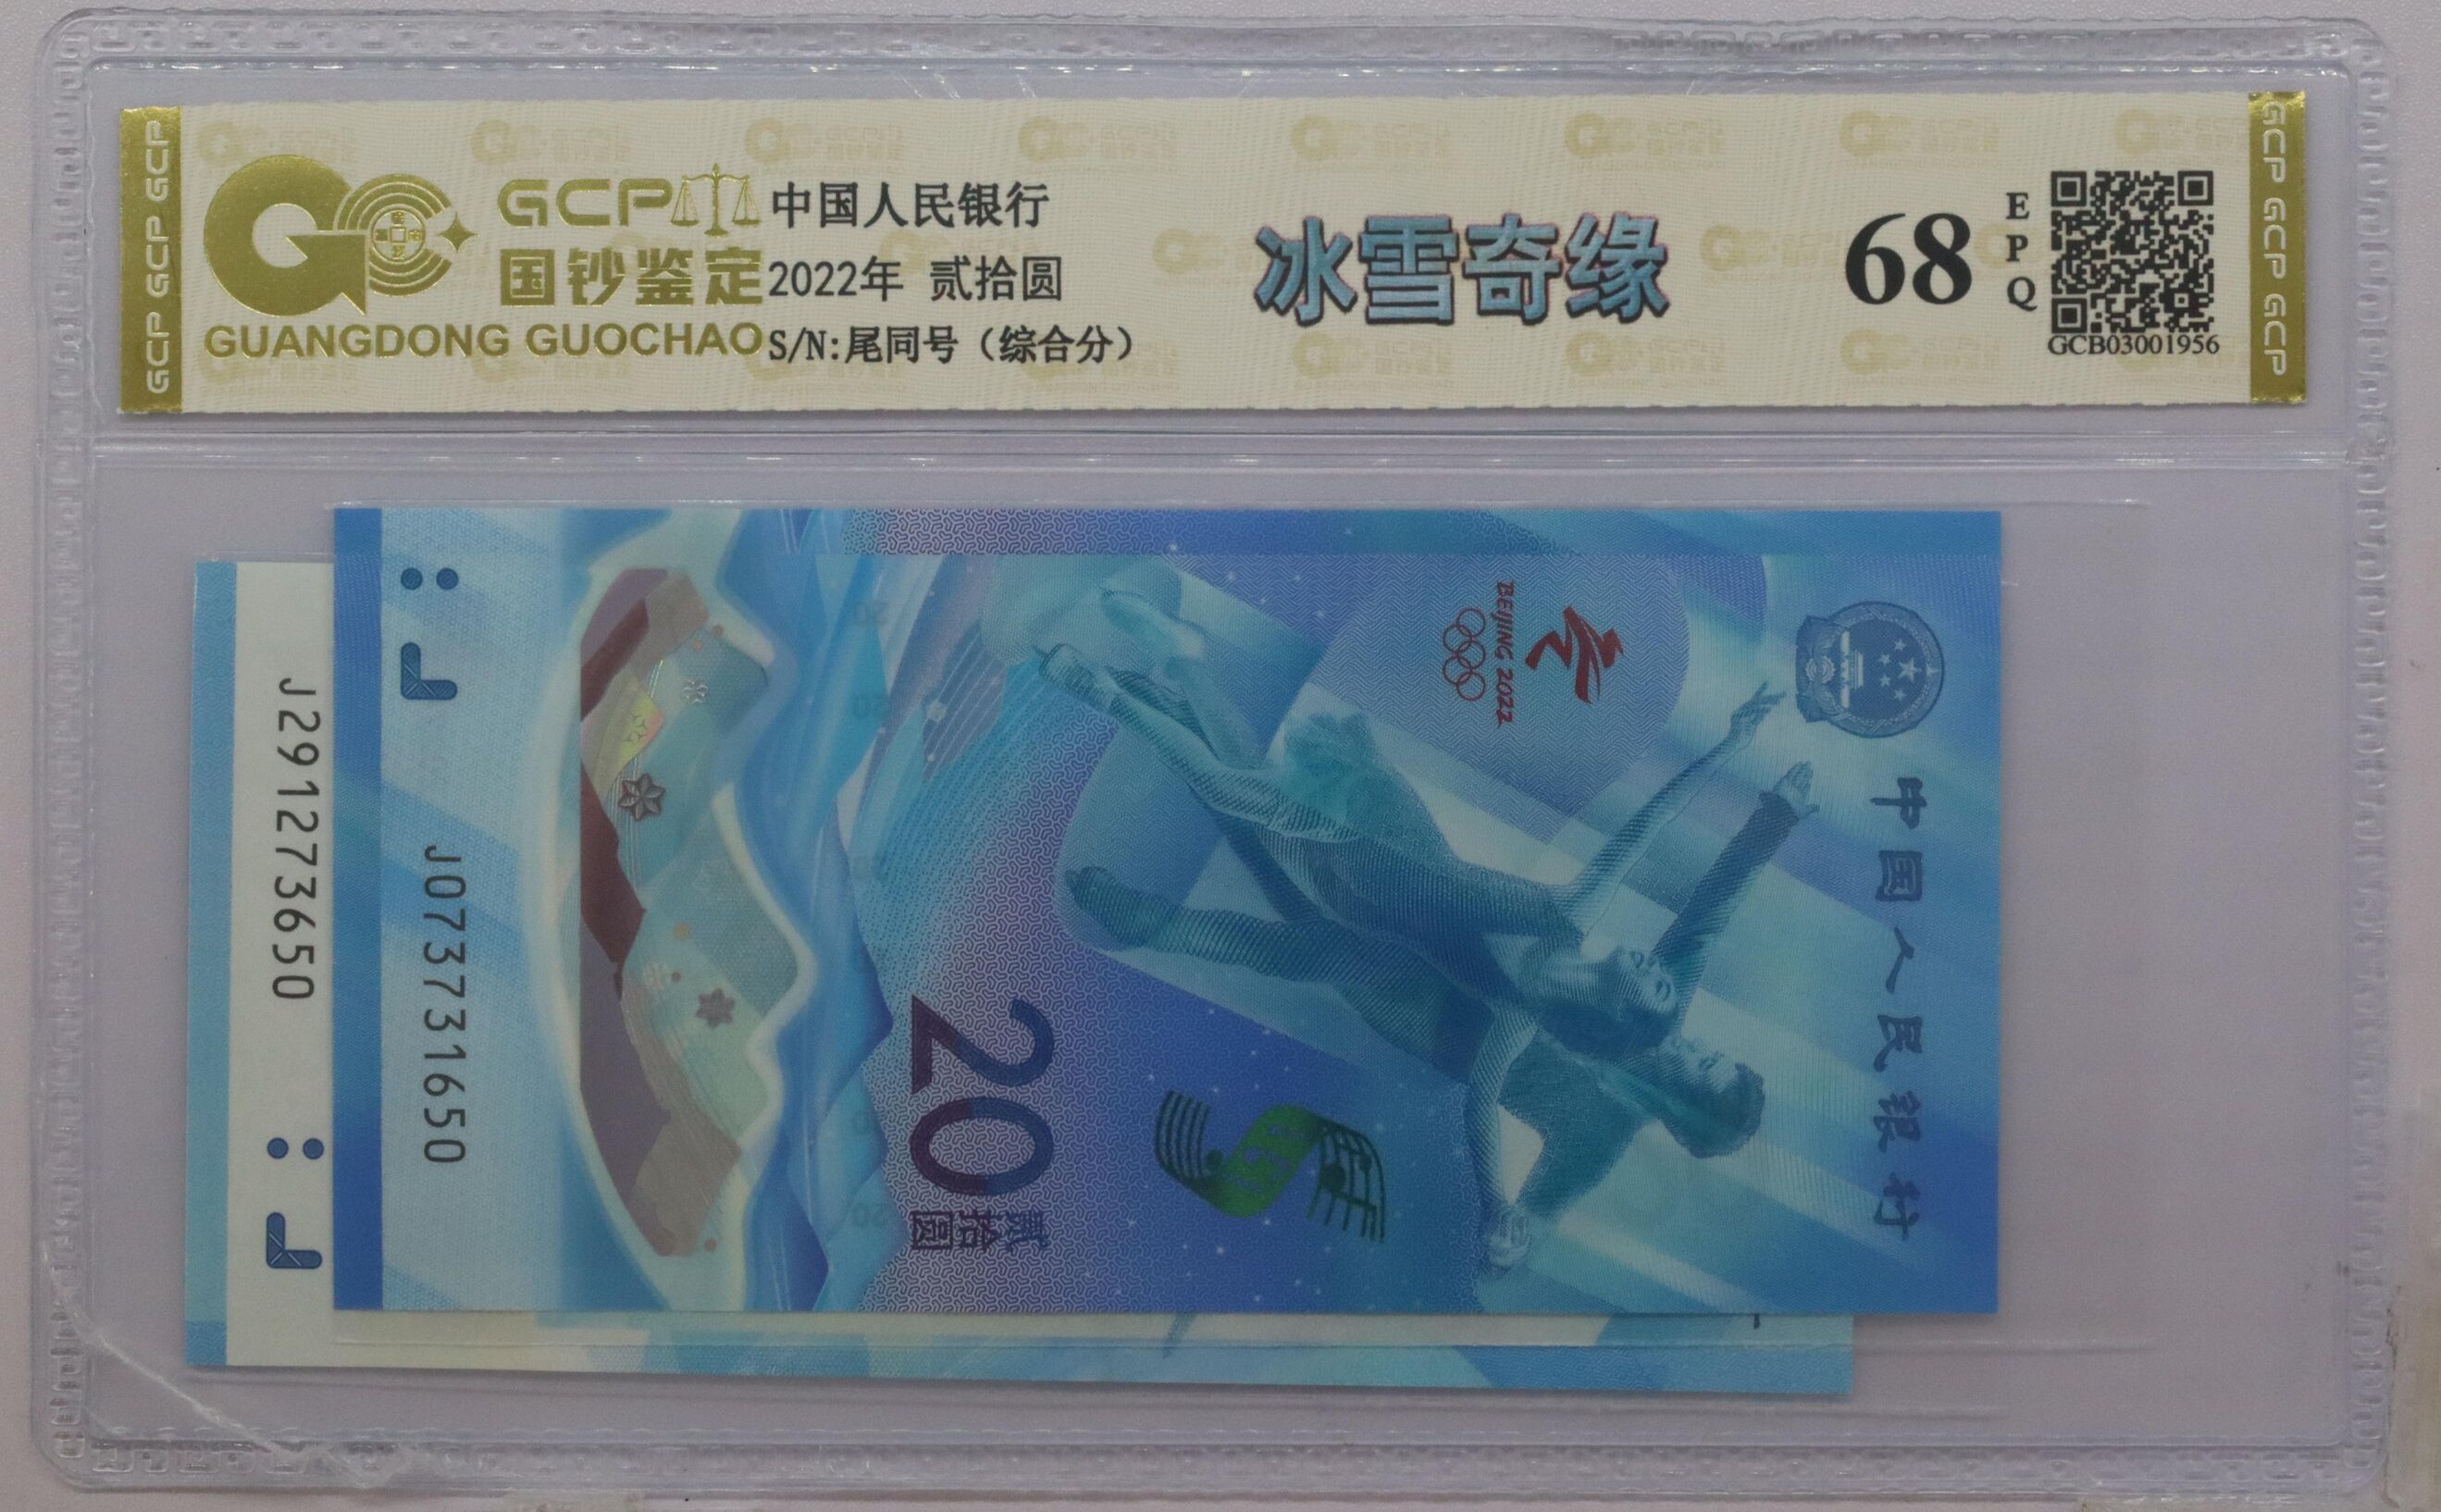 GCP GCP GCP
GCP
国钞鉴定
GUANGDONG GUOCHAO
中国人民银行
2022年 贰拾圆
S/N:尾同号（综合分）
冰雪奇缘
68
EPQ
GCB03001956
GCP GCP GCP
J291273650
J073731650
BEIJING 2022
中国人民银行
20
贰拾圆